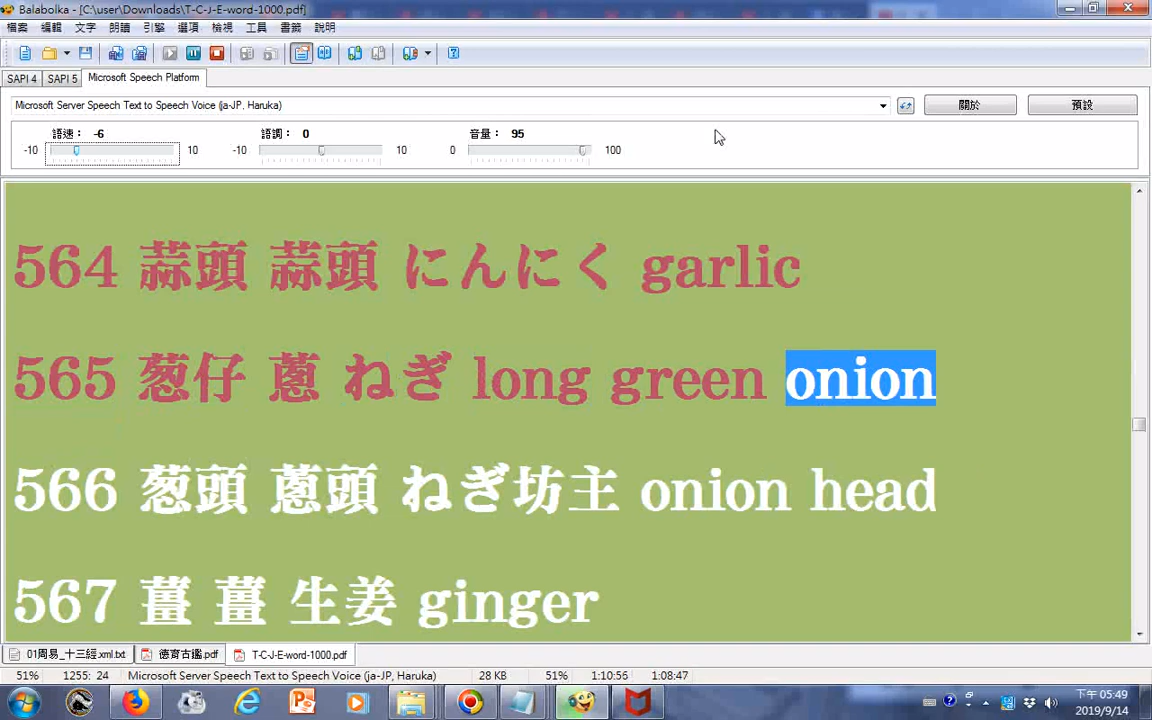 Balabolka - [C:\user\Downloads\T-C-J-E-word-1000.pdf]
檔案 編輯 文字 朗讀 引擎 選項 檢視 工具 書籤 說明
SAPI 4 SAPI 5 Microsoft Speech Platform
Microsoft Server Speech Text to Speech Voice (ja-JP, Haruka) 關於 預設
語速： -6 語調： 0 音量： 95
-10 10 -10 10 0 100
564 蒜頭 蒜頭 にんにく garlic
565 葱仔 蔥 ねぎ long green onion
566 葱頭 蔥頭 ねぎ坊主 onion head
567 薑 薑 生姜 ginger
01周易_十三經.xml.txt 德育古鑑.pdf T-C-J-E-word-1000.pdf
51% 1255: 24 Microsoft Server Speech Text to Speech Voice (ja-JP, Haruka) 28 KB 51% 1:10:56 1:08:47
下午 05:49
2019/9/14